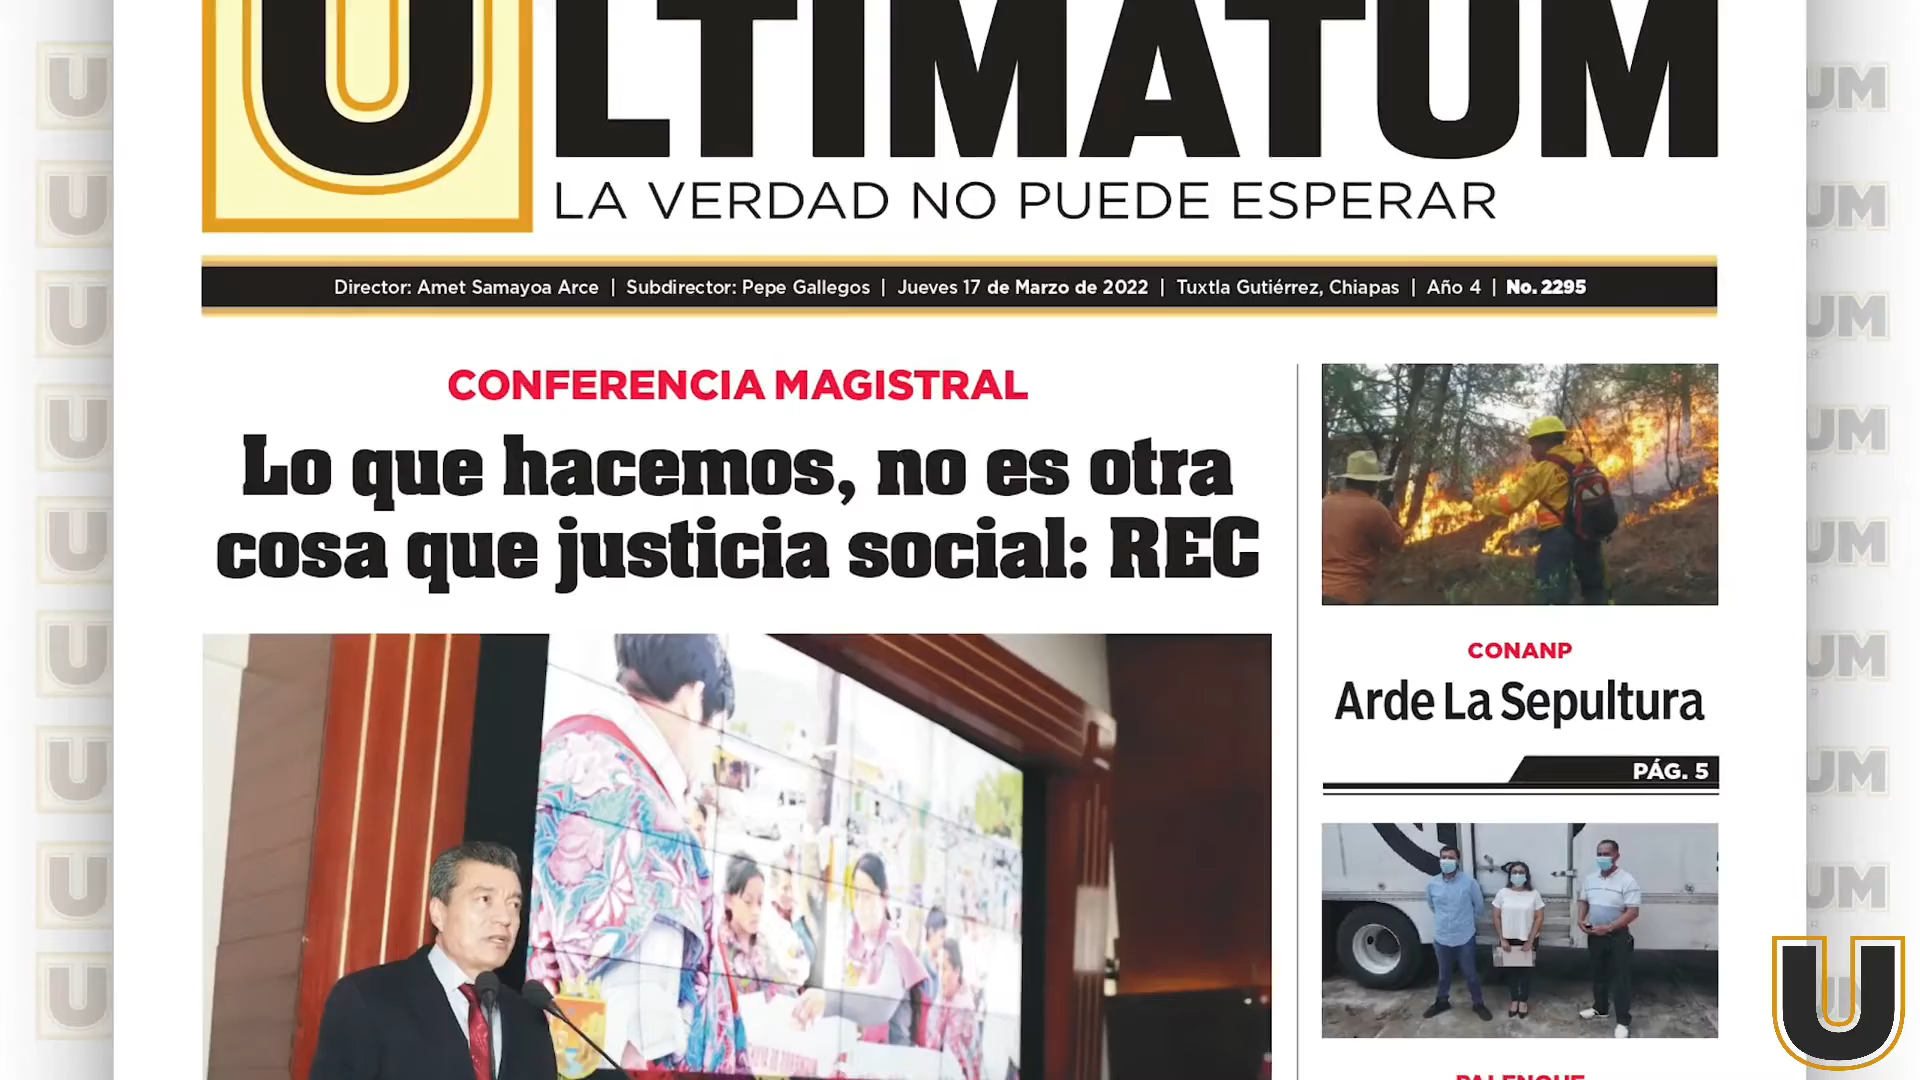 ULTIMATUM
LA VERDAD NO PUEDE ESPERAR
Director: Amet Samayoa Arce | Subdirector: Pepe Gallegos | Jueves 17 de Marzo de 2022 | Tuxtla Gutiérrez, Chiapas | Año 4 | No. 2295
CONFERENCIA MAGISTRAL
Lo que hacemos, no es otra
cosa que justicia social: REC
CONANP
Arde La Sepultura
PÁG. 5
PALENQUE
U